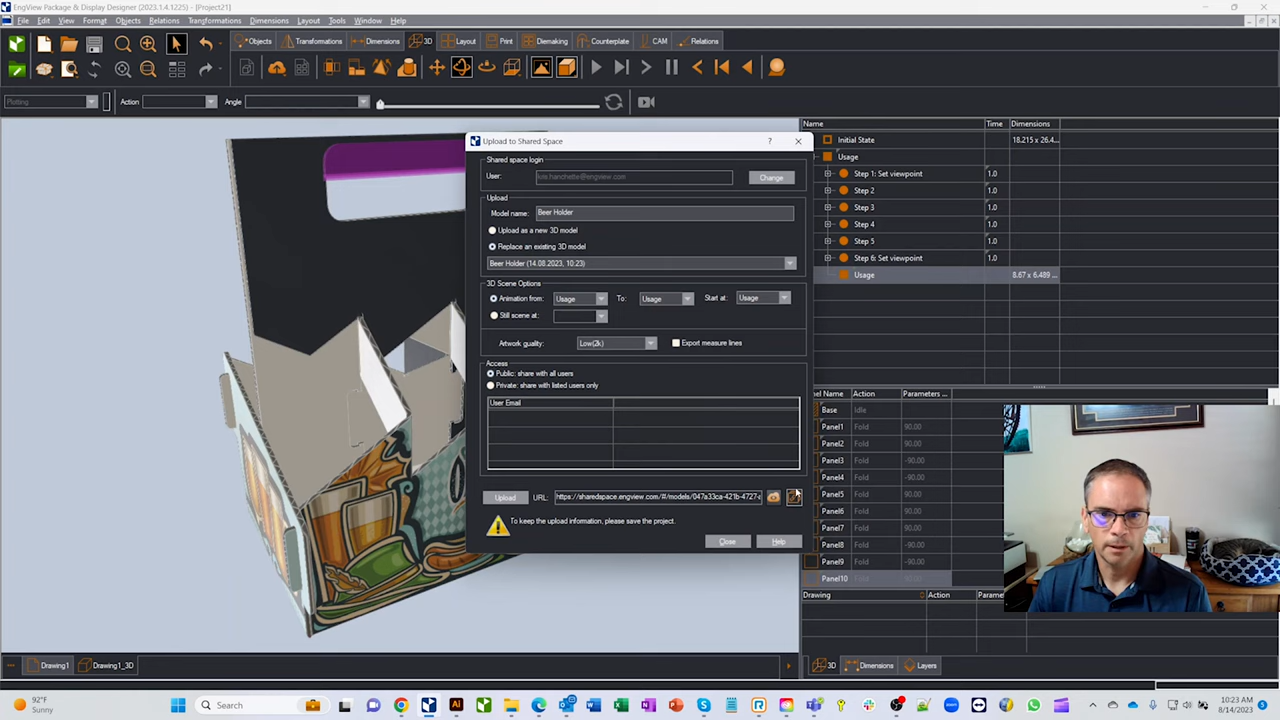 EngView Package & Display Designer (2023.1.4.1225) - [Project21]
File Edit View Format Objects Relations Transformations Dimensions Layout Tools Window Help
Objects Transformations Dimensions 3D Layout Print Diemaking Counterplate CAM Relations
Plotting Action Angle
Name Time Dimensions
Initial State 18.215 x 26.4...
Usage
Step 1: Set viewpoint 1.0
Step 2 1.0
Step 3 1.0
Step 4 1.0
Step 5 1.0
Step 6: Set viewpoint 1.0
Usage 8.67 x 6.489 ...
Upload to Shared Space
Shared space login
User: Change
Upload
Model name: Beer Holder
Upload as a new 3D model
Replace an existing 3D model
Beer Holder (14.08.2023, 10:23)
3D Scene Options
Animation from: Usage To: Usage Start at: Usage
Still scene at:
Artwork quality: Low(2k) Export measure lines
Access
Public: share with all users
Private: share with listed users only
User Email
Upload URL: https://sharedspace.engview.com/#/models/047a33ca-421b-4727-
To keep the upload information, please save the project.
Close Help
nel Name Action Parameters ...
Base Idle
Panel1 Fold 90.00
Panel2 Fold 90.00
Panel3 Fold -90.00
Panel4 Fold -90.00
Panel5 Fold 90.00
Panel6 Fold 90.00
Panel7 Fold 90.00
Panel8 Fold -90.00
Panel9 Fold 90.00
Panel10 Fold 90.00
Drawing Action Parame
3D Dimensions Layers
Drawing1 Drawing1_3D
92°F
Sunny
Search
10:23 AM
8/14/2023